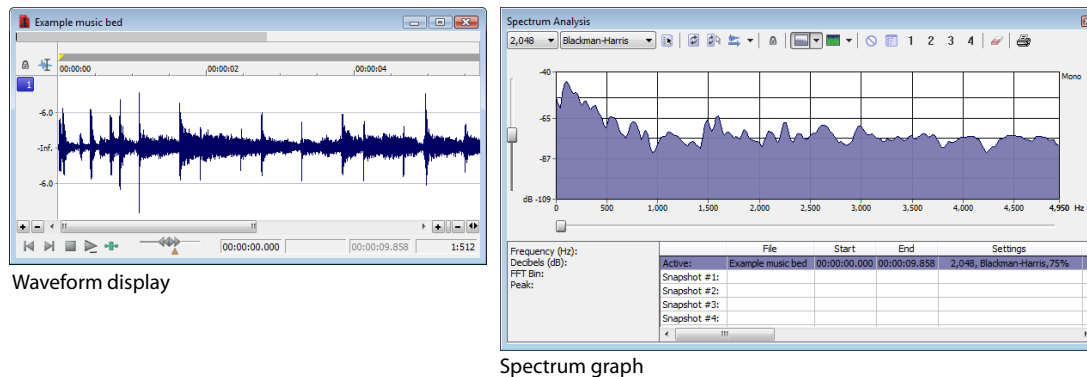 Example music bed
00:00:00 00:00:02 00:00:04
1
-6.0
-Inf.
-6.0
00:00:00.000 00:00:09.858 1:512
Waveform display
Spectrum Analysis
2,048 Blackman-Harris 1 2 3 4
-40 Mono
-65
-87
dB -109
0 500 1,000 1,500 2,000 2,500 3,000 3,500 4,000 4,500 4,950 Hz
Frequency (Hz):
Decibels (dB):
FFT Bin:
Peak:
File Start End Settings
Active: Example music bed 00:00:00.000 00:00:09.858 2,048, Blackman-Harris,75%
Snapshot #1:
Snapshot #2:
Snapshot #3:
Snapshot #4:
Spectrum graph